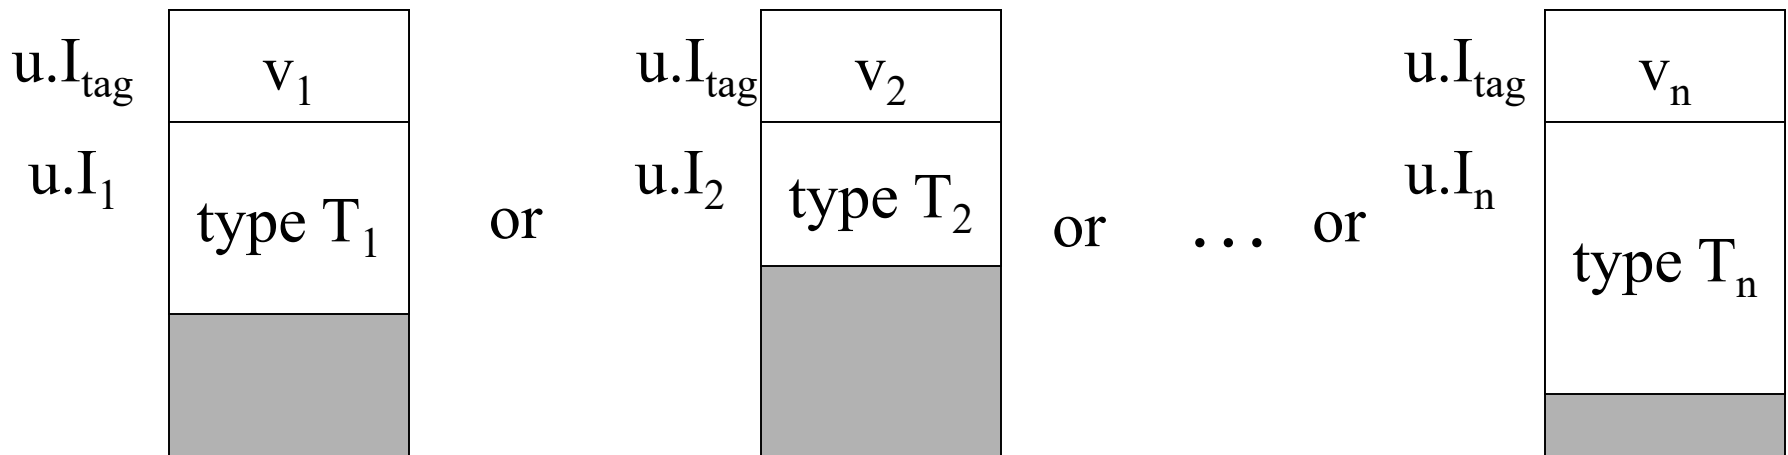 u.Itag v1 u.Itag v2 u.Itag vn
u.I1 type T1 or u.I2 type T2 or ... or u.In type Tn